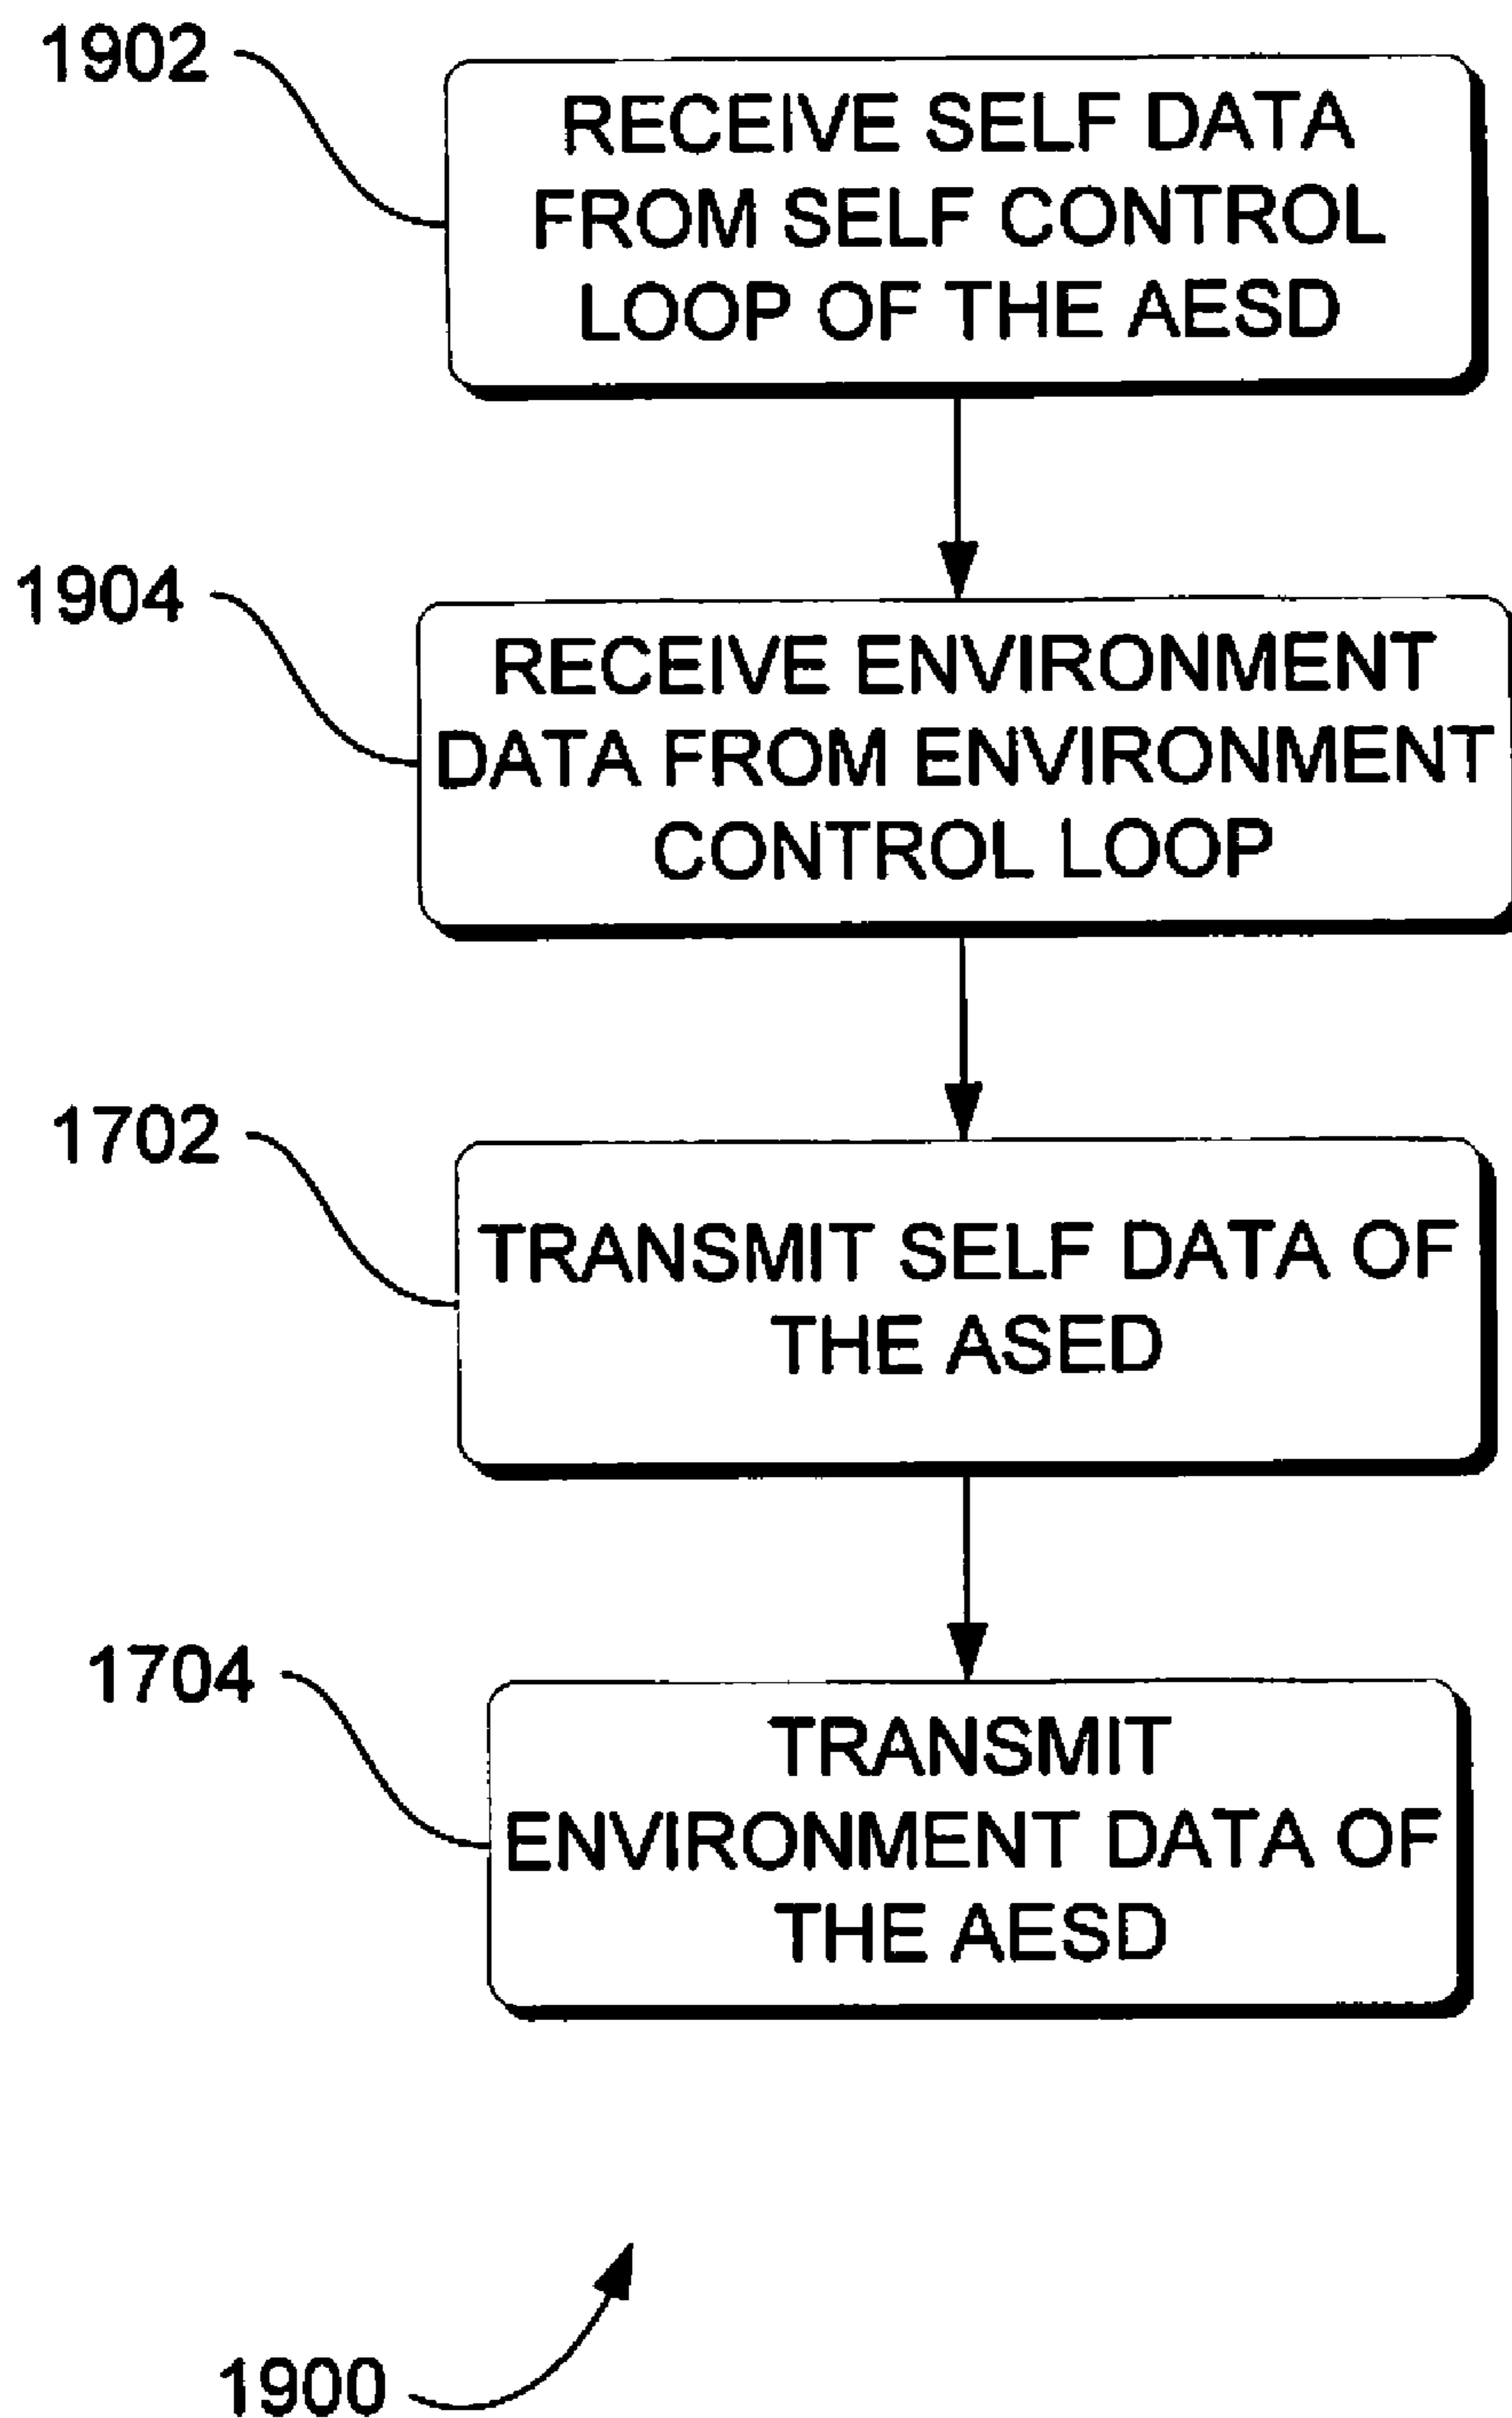 1902
RECEIVE SELF DATA
FROM SELF CONTROL
LOOP OF THE AESD
1904
RECEIVE ENVIRONMENT
DATA FROM ENVIRONMENT
CONTROL LOOP
1702
TRANSMIT SELF DATA OF
THE ASED
1704
TRANSMIT
ENVIRONMENT DATA OF
THE AESD
1900